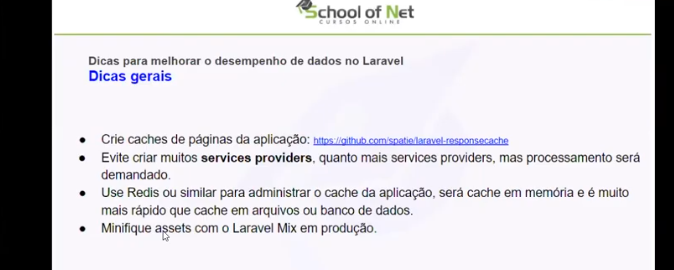 School of Net
CURSOS ONLINE
Dicas para melhorar o desempenho de dados no Laravel
Dicas gerais
● Crie caches de páginas da aplicação: https://github.com/spatie/laravel-responsecache
● Evite criar muitos services providers, quanto mais services providers, mas processamento será
demandado.
● Use Redis ou similar para administrar o cache da aplicação, será cache em memória e é muito
mais rápido que cache em arquivos ou banco de dados.
● Minifique assets com o Laravel Mix em produção.